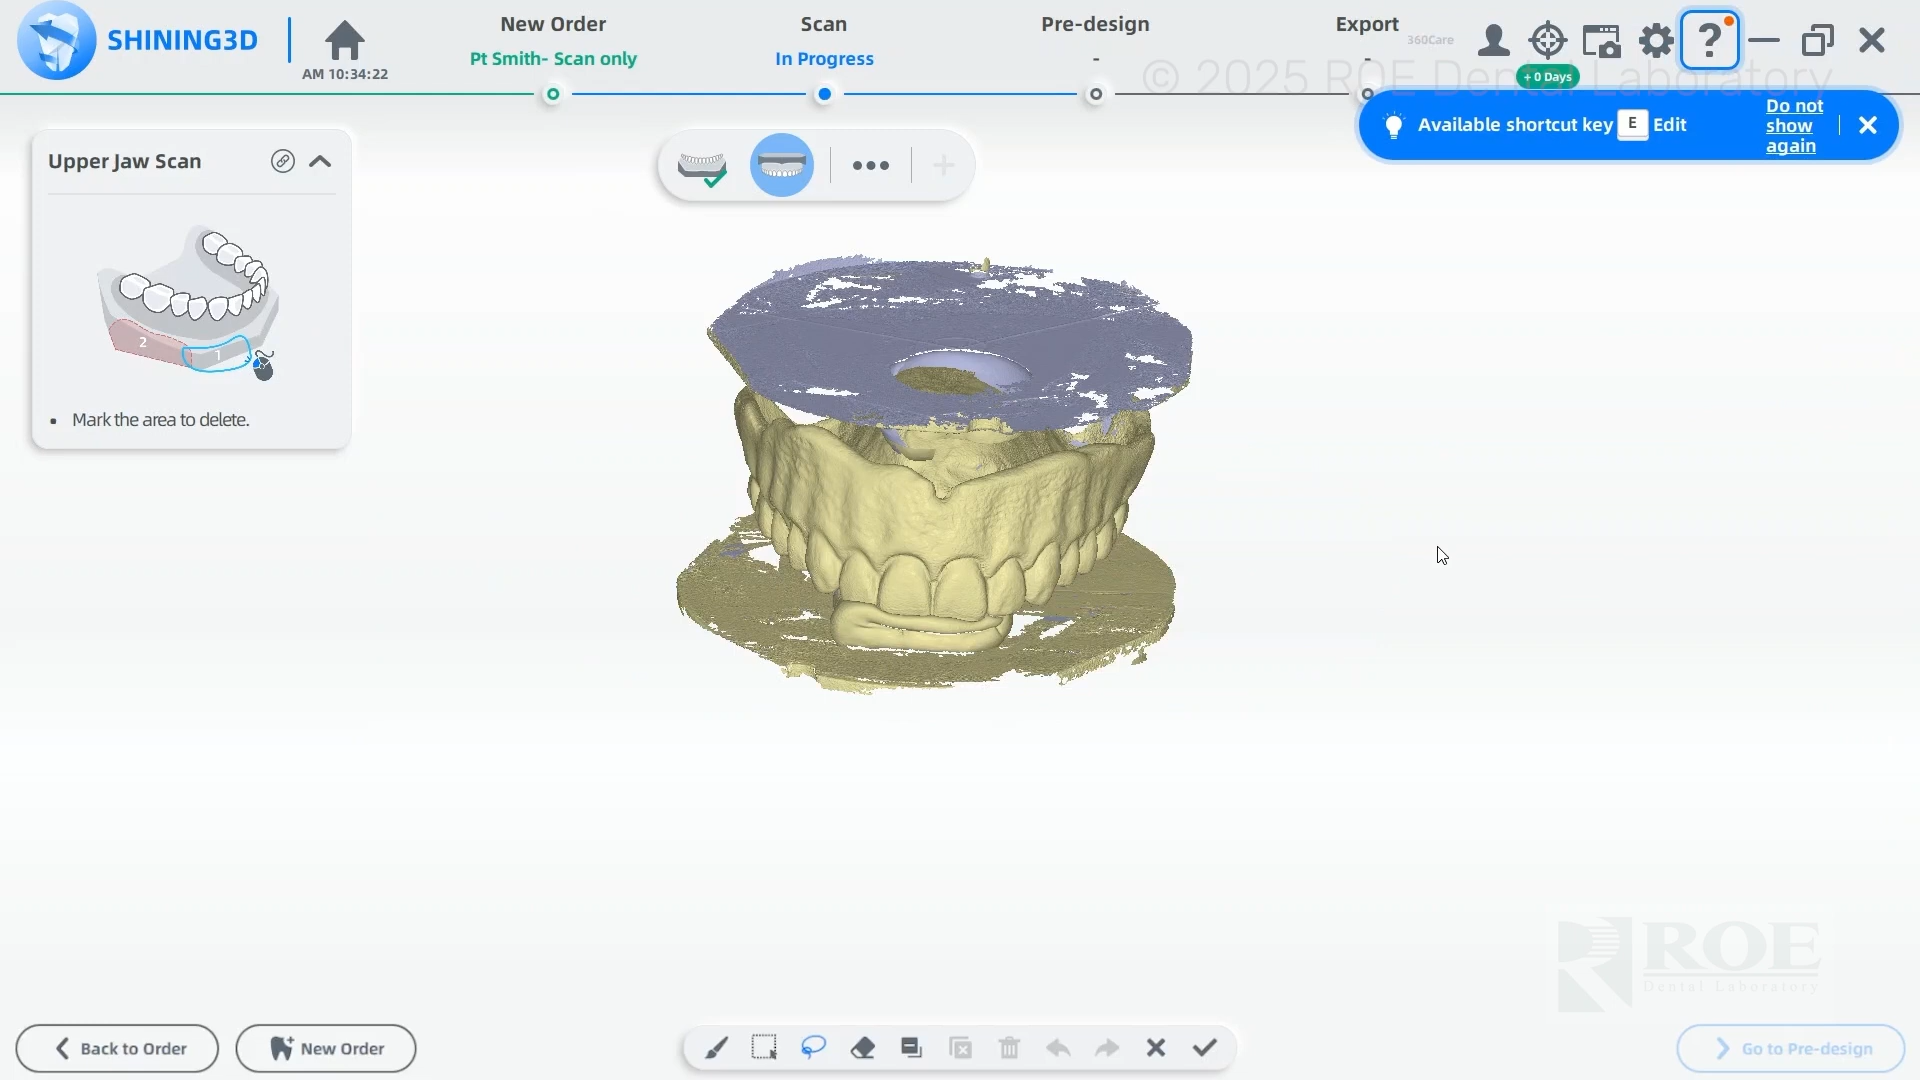 SHINING3D
AM 10:34:22
New Order
Pt Smith- Scan only
Scan
In Progress
Pre-design
-
Export
-
360Care
?
+ 0 Days
© 2025 ROE Dental Laboratory
Available shortcut key E Edit
Do not
show
again
Upper Jaw Scan
2
1
Mark the area to delete.
ROE
Dental Laboratory
Back to Order
New Order
Go to Pre-design